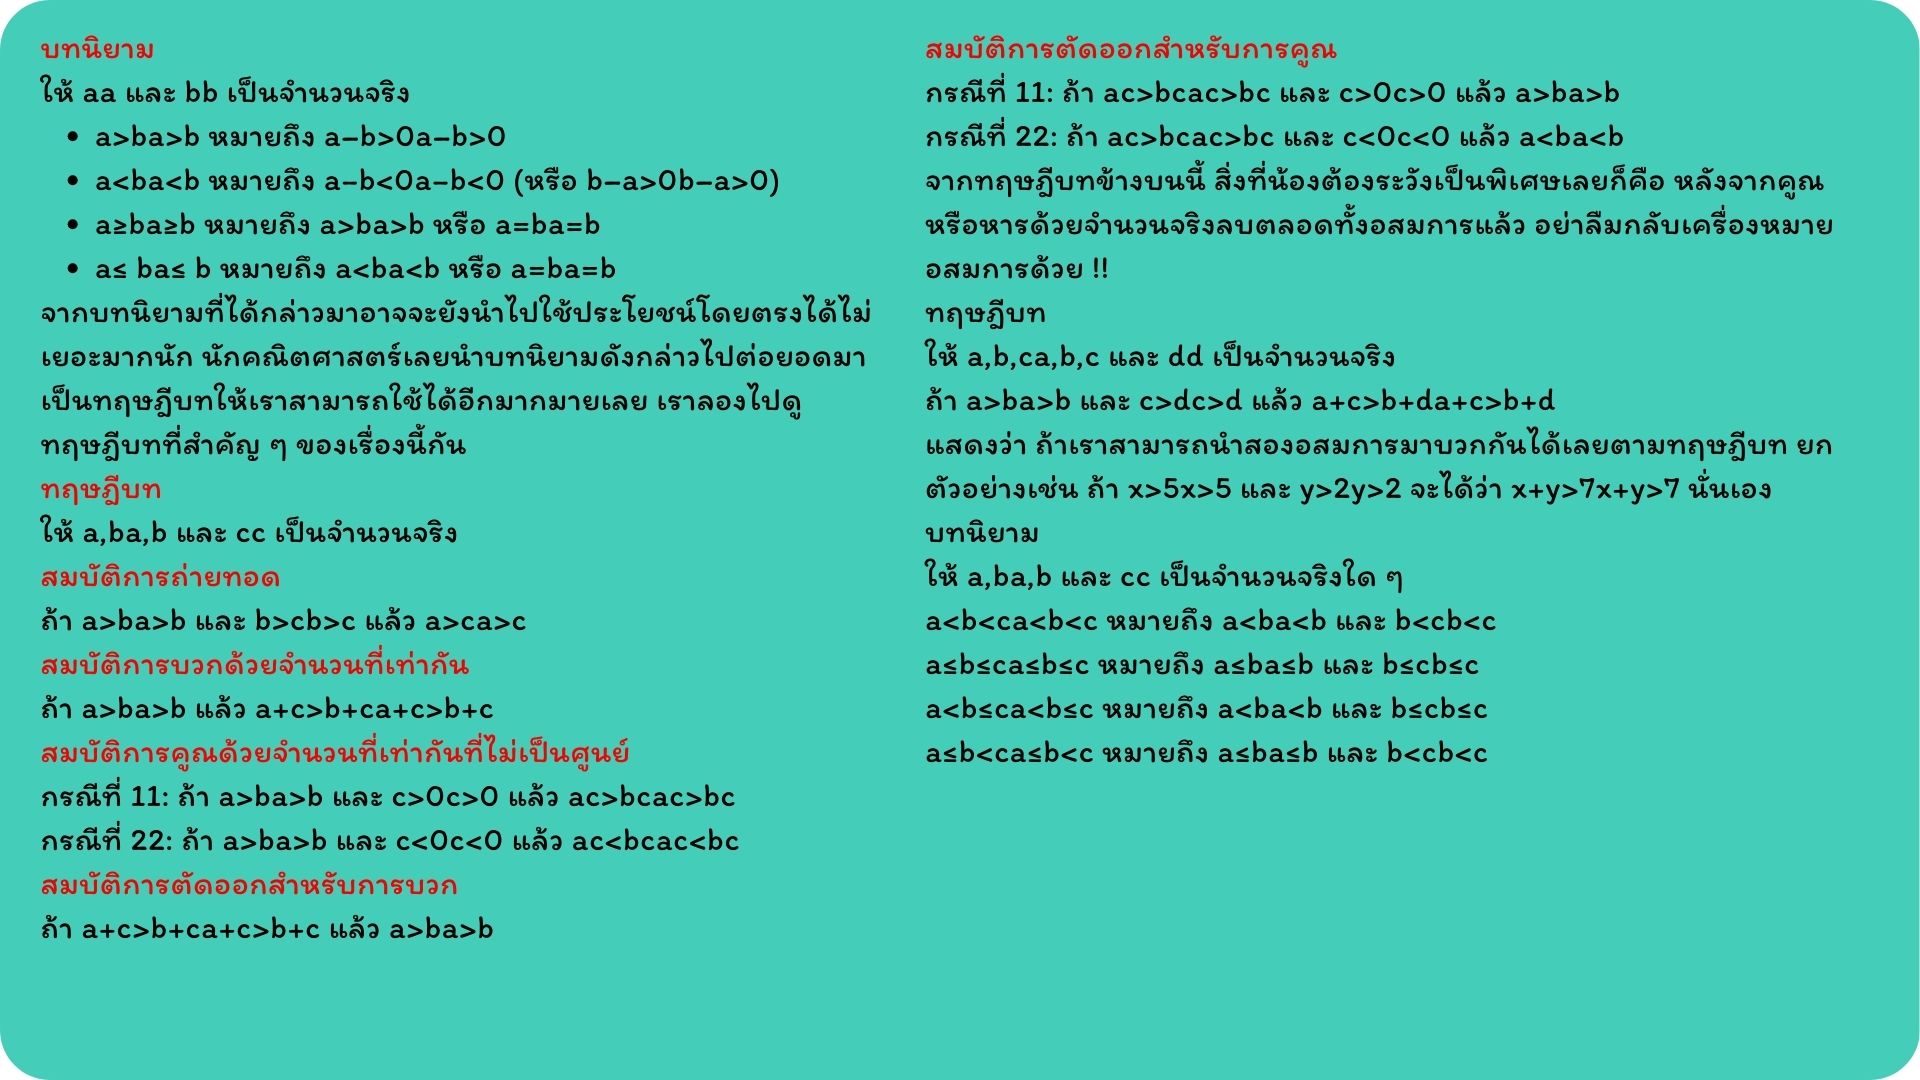 บทนิยาม
ให้ aa และ bb เป็นจำนวนจริง
• a>ba>b หมายถึง a−b>0a−b>0
• a<ba<b หมายถึง a−b<0a−b<0 (หรือ b−a>0b−a>0)
• a≥ba≥b หมายถึง a>ba>b หรือ a=ba=b
• a≤ ba≤ b หมายถึง a<ba<b หรือ a=ba=b
จากบทนิยามที่ได้กล่าวมาอาจจะยังนำไปใช้ประโยชน์โดยตรงได้ไม่
เยอะมากนัก นักคณิตศาสตร์เลยนำบทนิยามดังกล่าวไปต่อยอดมา
เป็นทฤษฎีบทให้เราสามารถใช้ได้อีกมากมายเลย เราลองไปดู
ทฤษฎีบทที่สำคัญ ๆ ของเรื่องนี้กัน
ทฤษฎีบท
ให้ a,ba,b และ cc เป็นจำนวนจริง
สมบัติการถ่ายทอด
ถ้า a>ba>b และ b>cb>c แล้ว a>ca>c
สมบัติการบวกด้วยจำนวนที่เท่ากัน
ถ้า a>ba>b แล้ว a+c>b+ca+c>b+c
สมบัติการคูณด้วยจำนวนที่เท่ากันที่ไม่เป็นศูนย์
กรณีที่ 11: ถ้า a>ba>b และ c>0c>0 แล้ว ac>bcac>bc
กรณีที่ 22: ถ้า a>ba>b และ c<0c<0 แล้ว ac<bcac<bc
สมบัติการตัดออกสำหรับการบวก
ถ้า a+c>b+ca+c>b+c แล้ว a>ba>b
สมบัติการตัดออกสำหรับการคูณ
กรณีที่ 11: ถ้า ac>bcac>bc และ c>0c>0 แล้ว a>ba>b
กรณีที่ 22: ถ้า ac>bcac>bc และ c<0c<0 แล้ว a<ba<b
จากทฤษฎีบทข้างบนนี้ สิ่งที่น้องต้องระวังเป็นพิเศษเลยก็คือ หลังจากคูณ
หรือหารด้วยจำนวนจริงลบตลอดทั้งอสมการแล้ว อย่าลืมกลับเครื่องหมาย
อสมการด้วย !!
ทฤษฎีบท
ให้ a,b,ca,b,c และ dd เป็นจำนวนจริง
ถ้า a>ba>b และ c>dc>d แล้ว a+c>b+da+c>b+d
แสดงว่า ถ้าเราสามารถนำสองอสมการมาบวกกันได้เลยตามทฤษฎีบท ยก
ตัวอย่างเช่น ถ้า x>5x>5 และ y>2y>2 จะได้ว่า x+y>7x+y>7 นั่นเอง
บทนิยาม
ให้ a,ba,b และ cc เป็นจำนวนจริงใด ๆ
a<b<ca<b<c หมายถึง a<ba<b และ b<cb<c
a≤b≤ca≤b≤c หมายถึง a≤ba≤b และ b≤cb≤c
a<b≤ca<b≤c หมายถึง a<ba<b และ b≤cb≤c
a≤b<ca≤b<c หมายถึง a≤ba≤b และ b<cb<c